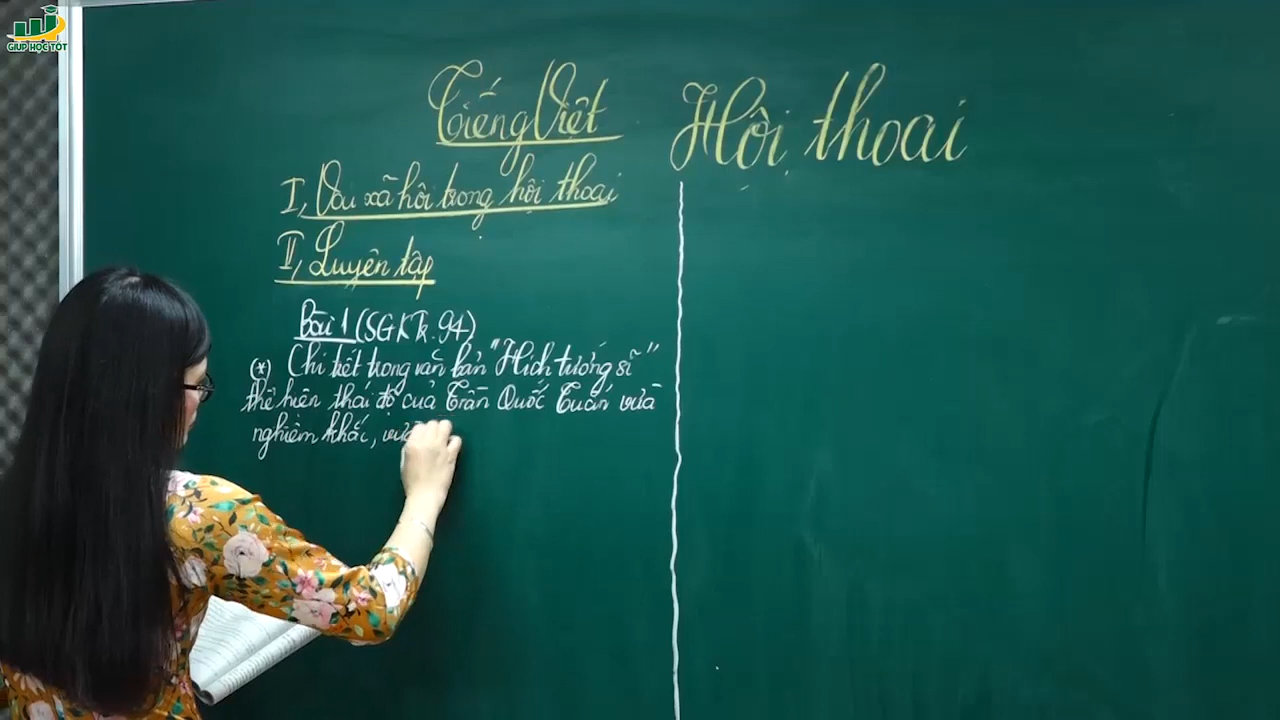 GIUP HỌC TỐT
Tiếng Việt Hội thoại
I, Vai xã hội trong hội thoại
II, Luyện tập
Bài 1 (SGK Tr. 94)
(*) Chi tiết trong văn bản "Hịch tướng sĩ"
thể hiện thái độ của Trần Quốc Tuấn vừa
nghiêm khắc, vừa